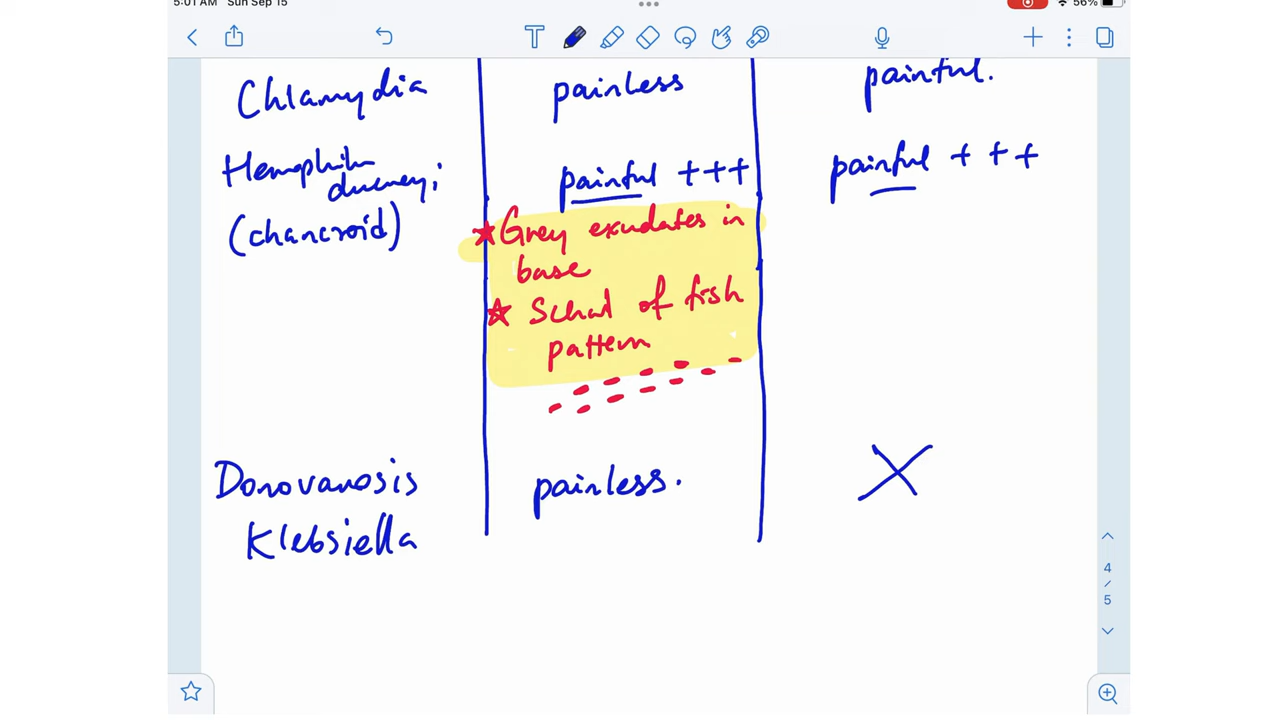 5:01 AM Sun Sep 15
56%
T
Chlamydia painless painful.
Hemophilus ducreyi painful +++ painful +++
(chancroid)
Grey exudates in
base
School of fish
pattern
Donovanosis painless. X
Klebsiella
4
/
5